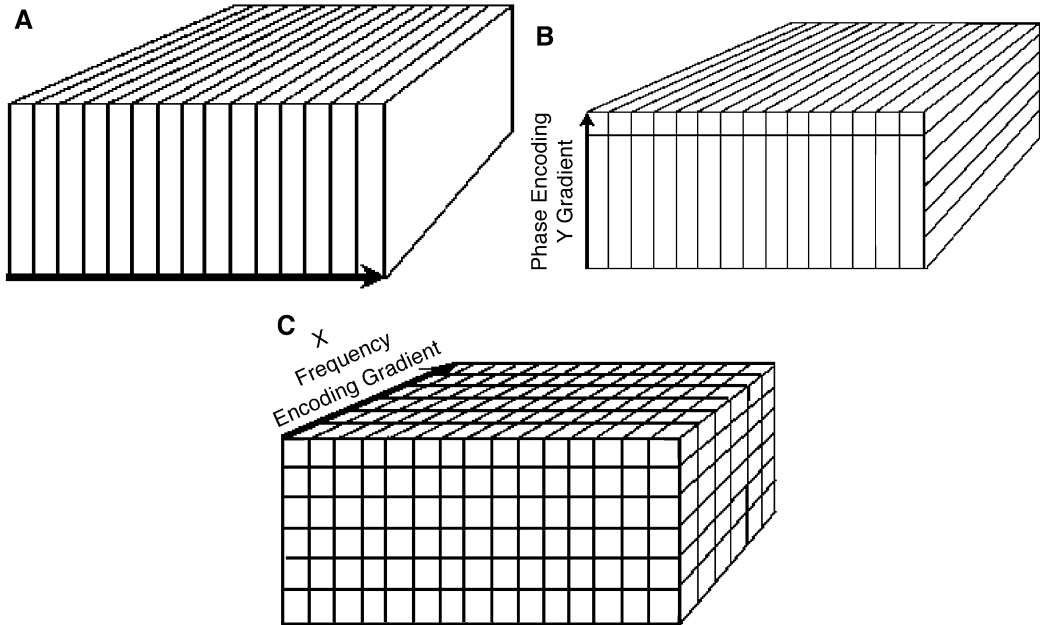 A
B
Phase Encoding
Y Gradient
C
X
Frequency
Encoding Gradient